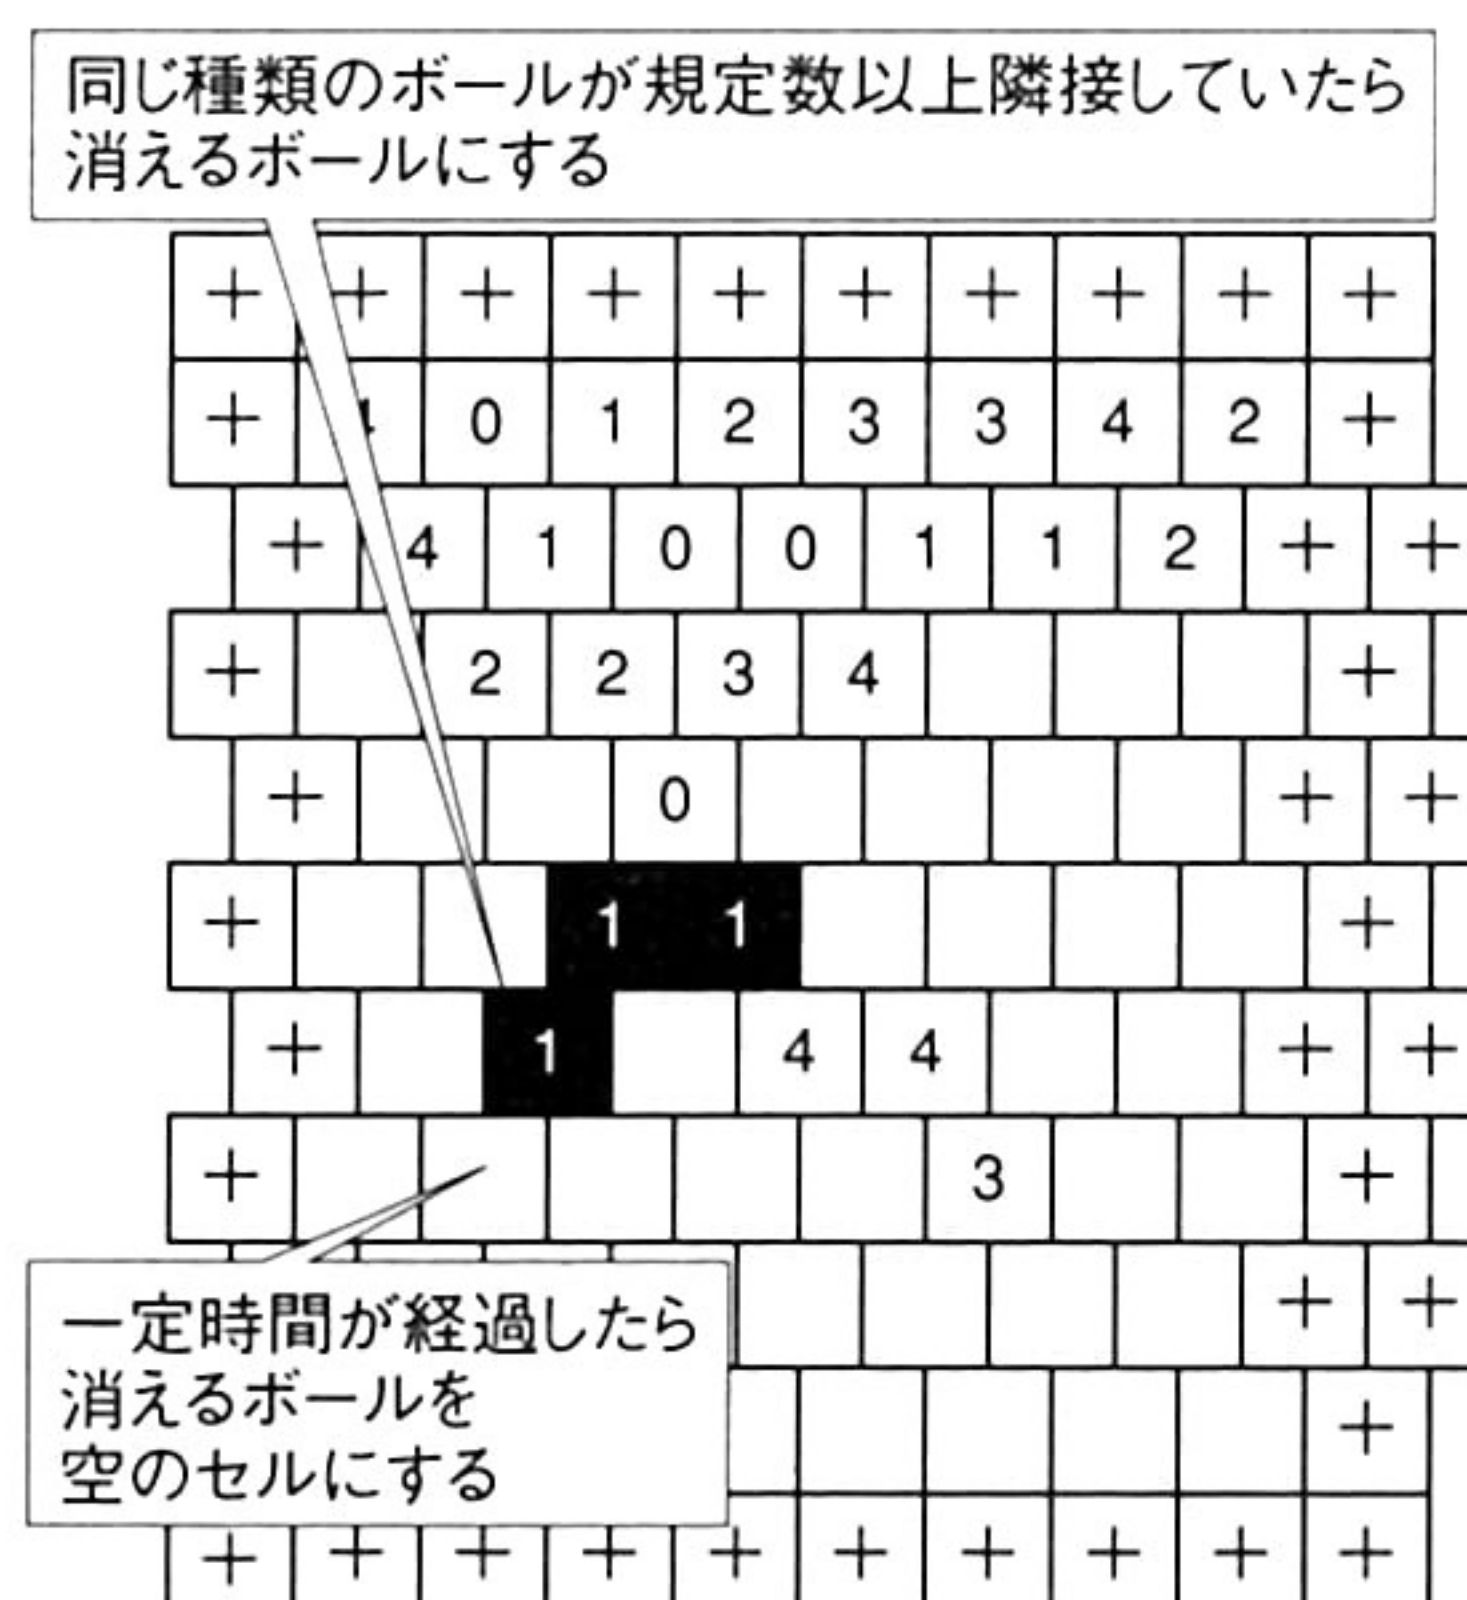 同じ種類のボールが規定数以上隣接していたら
消えるボールにする
+ + + + + + + + + +
+ 0 1 2 3 3 4 2 +
+ 4 1 0 0 1 1 2 + +
+ 2 2 3 4 +
+ 0 + +
+ 1 1 +
+ 1 4 4 + +
+ 3 +
+ +
+
一定時間が経過したら
消えるボールを
空のセルにする
+ + + + + + + + + +